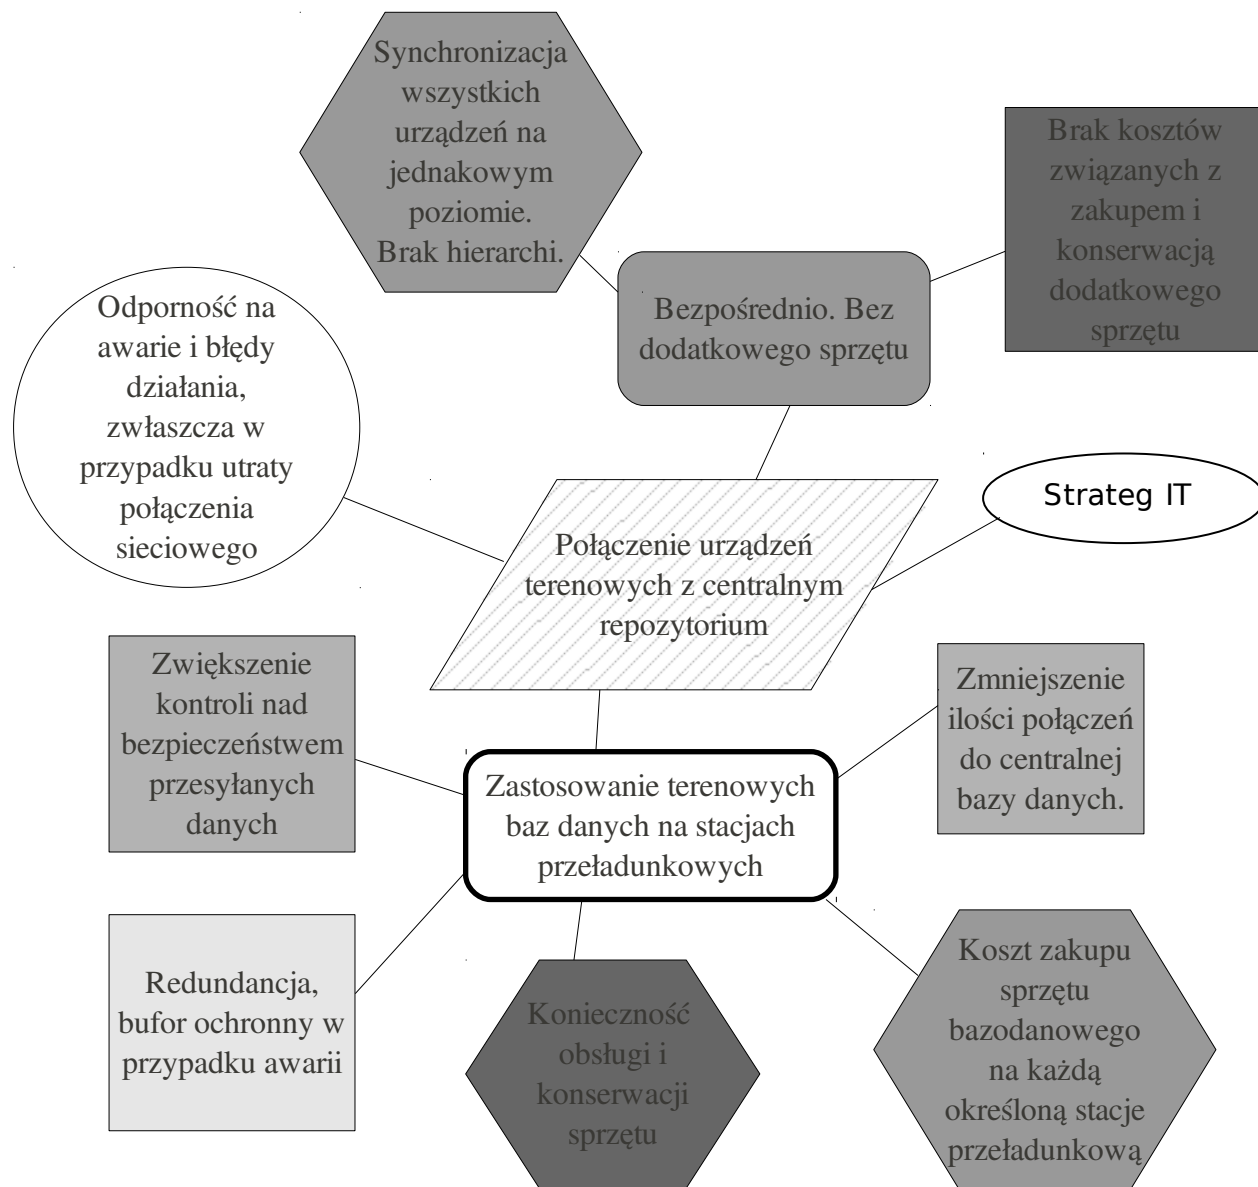 Synchronizacja
wszystkich
urządzeń na
jednakowym
poziomie.
Brak hierarchi.
Brak kosztów
związanych z
zakupem i
konserwacją
dodatkowego
sprzętu
Bezpośrednio. Bez
dodatkowego sprzętu
Odporność na
awarie i błędy
działania,
zwłaszcza w
przypadku utraty
połączenia
sieciowego
Strateg IT
Połączenie urządzeń
terenowych z centralnym
repozytorium
Zwiększenie
kontroli nad
bezpieczeństwem
przesyłanych
danych
Zmniejszenie
ilości połączeń
do centralnej
bazy danych.
Zastosowanie terenowych
baz danych na stacjach
przeładunkowych
Redundancja,
bufor ochronny w
przypadku awarii
Konieczność
obsługi i
konserwacji
sprzętu
Koszt zakupu
sprzętu
bazodanowego
na każdą
określoną stacje
przeładunkową